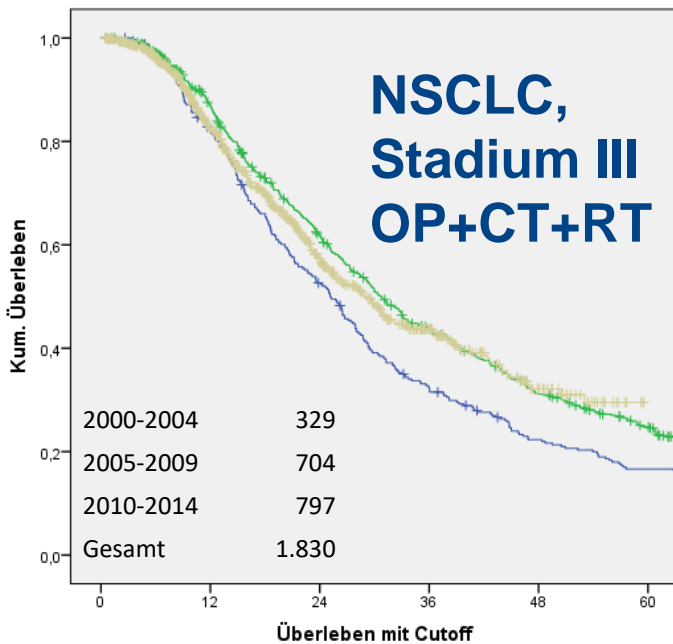 NSCLC,
Stadium III
OP+CT+RT
Kum. Überleben
1,0
0,8
0,6
0,4
0,2
0,0
2000-2004 329
2005-2009 704
2010-2014 797
Gesamt 1.830
0 12 24 36 48 60
Überleben mit Cutoff